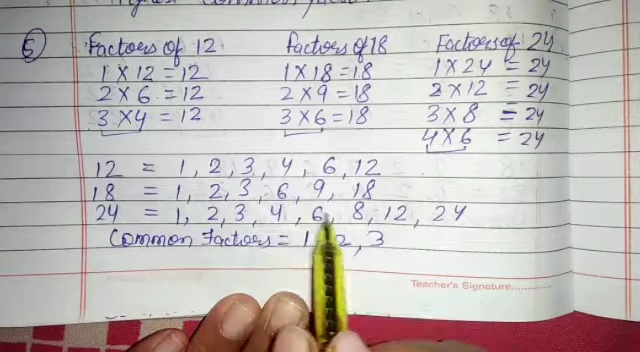 Highest Common factor
5
Factors of 12 Factors of 18 Factors of 24
1 X 12 = 12 1 X 18 = 18 1 X 24 = 24
2 X 6 = 12 2 X 9 = 18 2 X 12 = 24
3 X 4 = 12 3 X 6 = 18 3 X 8 = 24
4 X 6 = 24
12 = 1, 2, 3, 4, 6, 12
18 = 1, 2, 3, 6, 9, 18
24 = 1, 2, 3, 4, 6, 8, 12, 24
Common Factors = 1, 2, 3
Teacher's Signature............